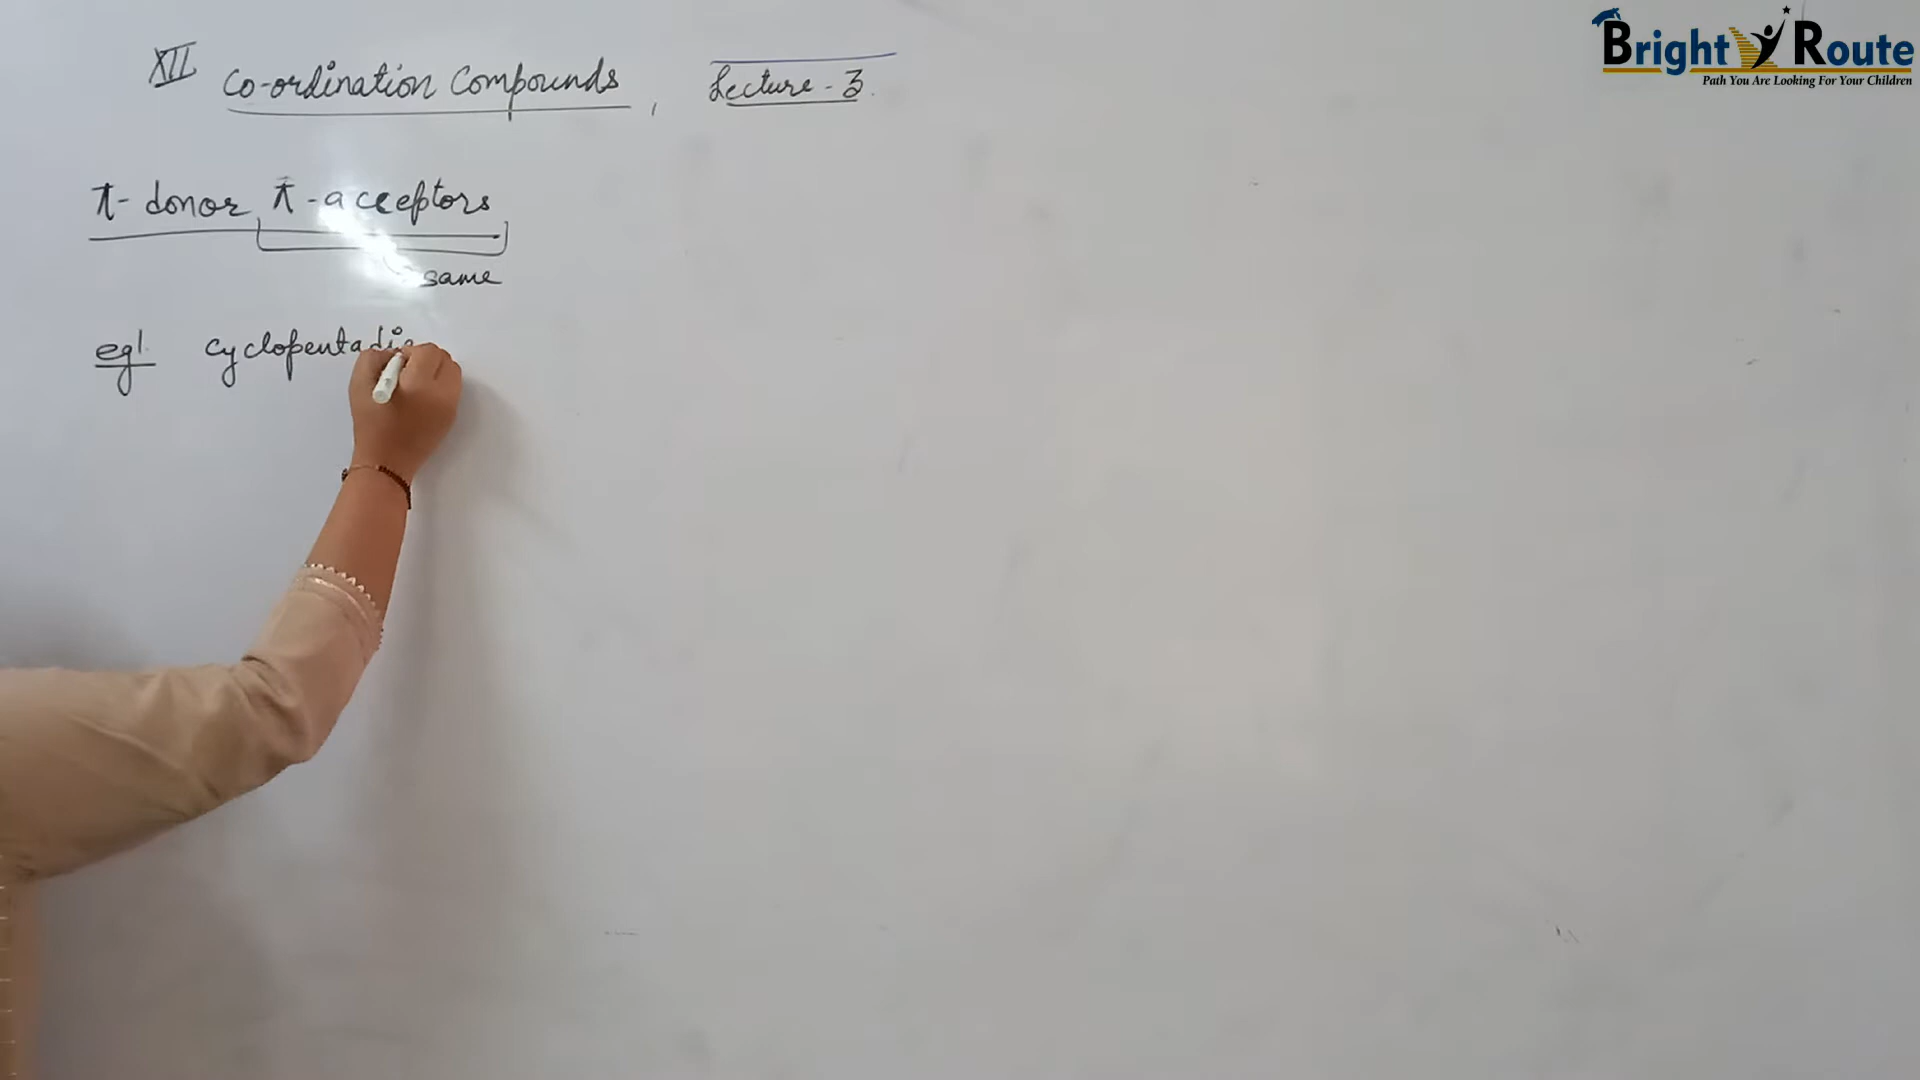 XII Co-ordination Compounds, Lecture - 3.
Bright Route
Path You Are Looking For Your Children
π- donor π - acceptors
same
eg!. Cyclopentadie